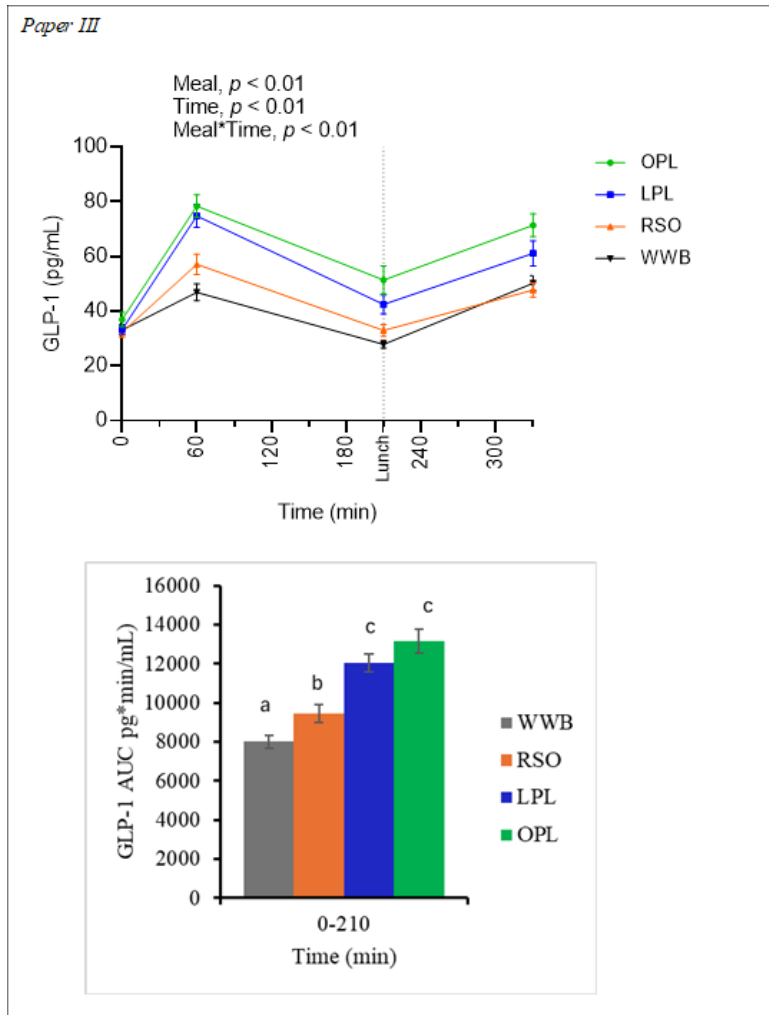 Paper III
Meal, p < 0.01
Time, p < 0.01
Meal*Time, p < 0.01
100
80
60
40
20
0
GLP-1 (pg/mL)
OPL
LPL
RSO
WWB
0
60
120
180
Lunch
240
300
Time (min)
16000
14000
12000
10000
8000
6000
4000
2000
0
GLP-1 AUC pg*min/mL
a
b
c
c
WWB
RSO
LPL
OPL
0-210
Time (min)